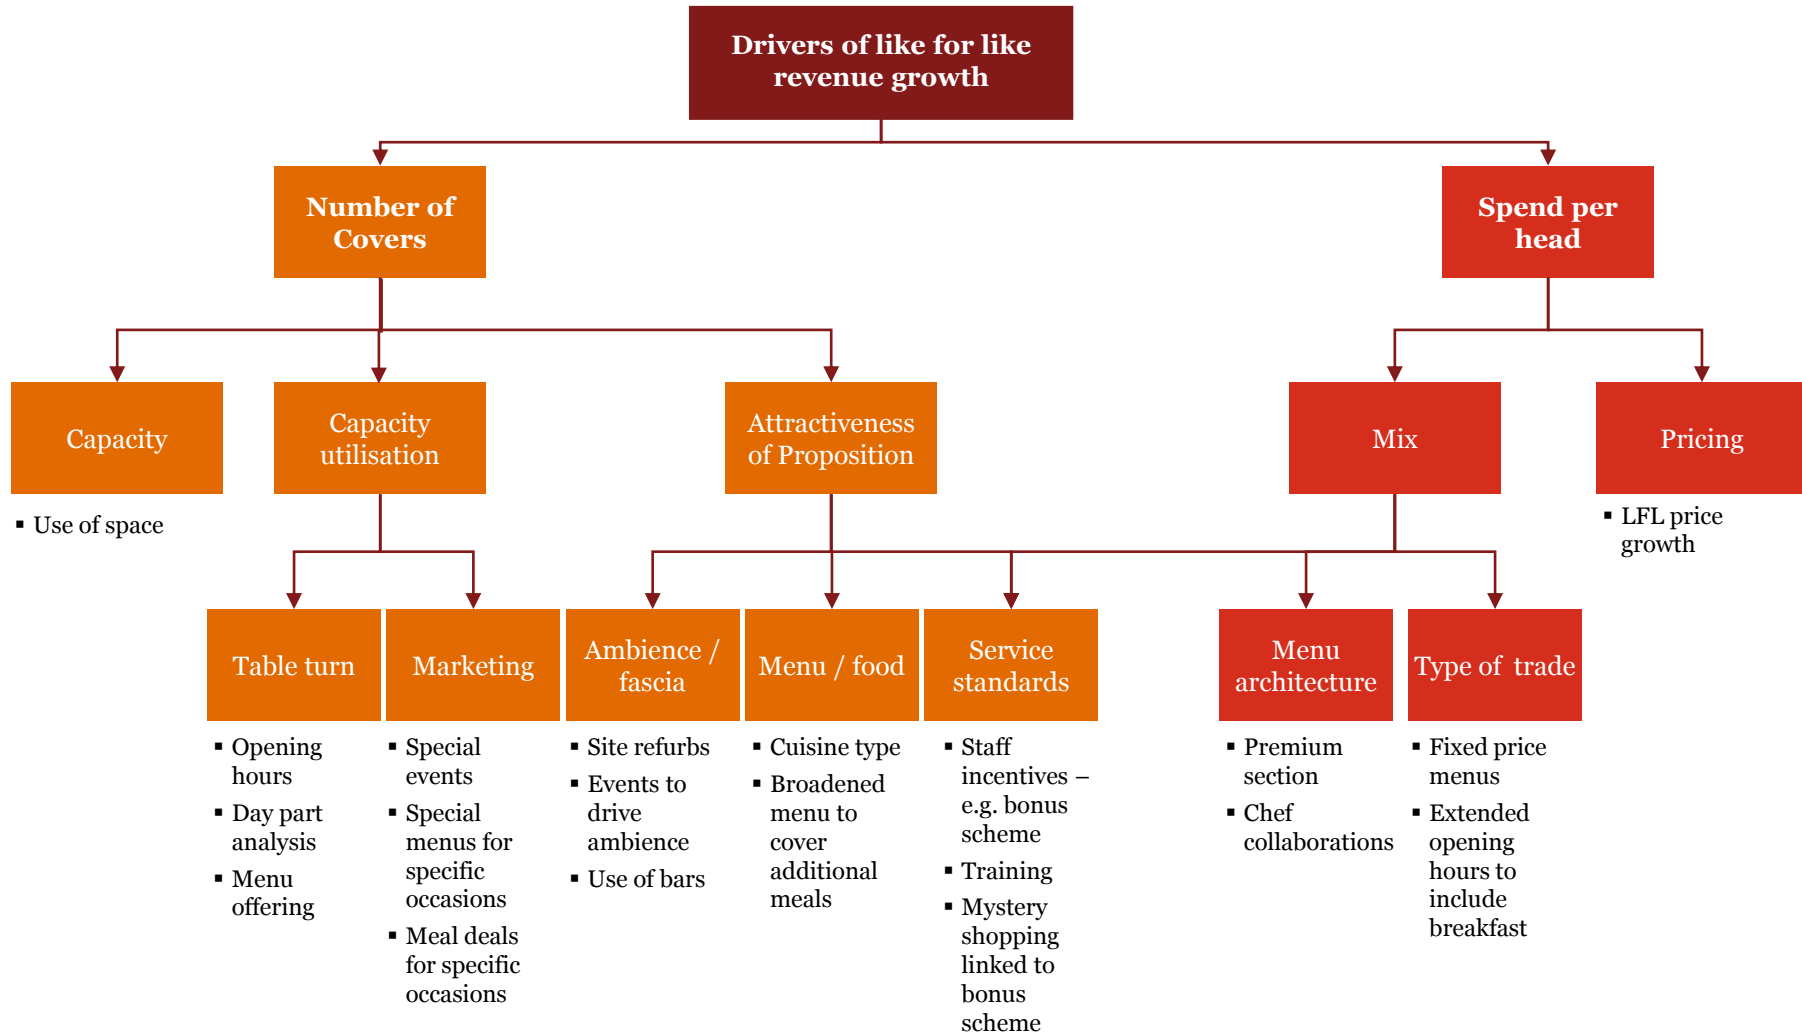 Drivers of like for like
revenue growth
Number of
Covers
Spend per
head
Capacity
Capacity
utilisation
Attractiveness
of Proposition
Mix
Pricing
▪ Use of space
▪ LFL price
growth
Table turn
Marketing
Ambience /
fascia
Menu / food
Service
standards
Menu
architecture
Type of trade
▪ Opening
hours
▪ Day part
analysis
▪ Menu
offering
▪ Special
events
▪ Special
menus for
specific
occasions
▪ Meal deals
for specific
occasions
▪ Site refurbs
▪ Events to
drive
ambience
▪ Use of bars
▪ Cuisine type
▪ Broadened
menu to
cover
additional
meals
▪ Staff
incentives –
e.g. bonus
scheme
▪ Training
▪ Mystery
shopping
linked to
bonus
scheme
▪ Premium
section
▪ Chef
collaborations
▪ Fixed price
menus
▪ Extended
opening
hours to
include
breakfast